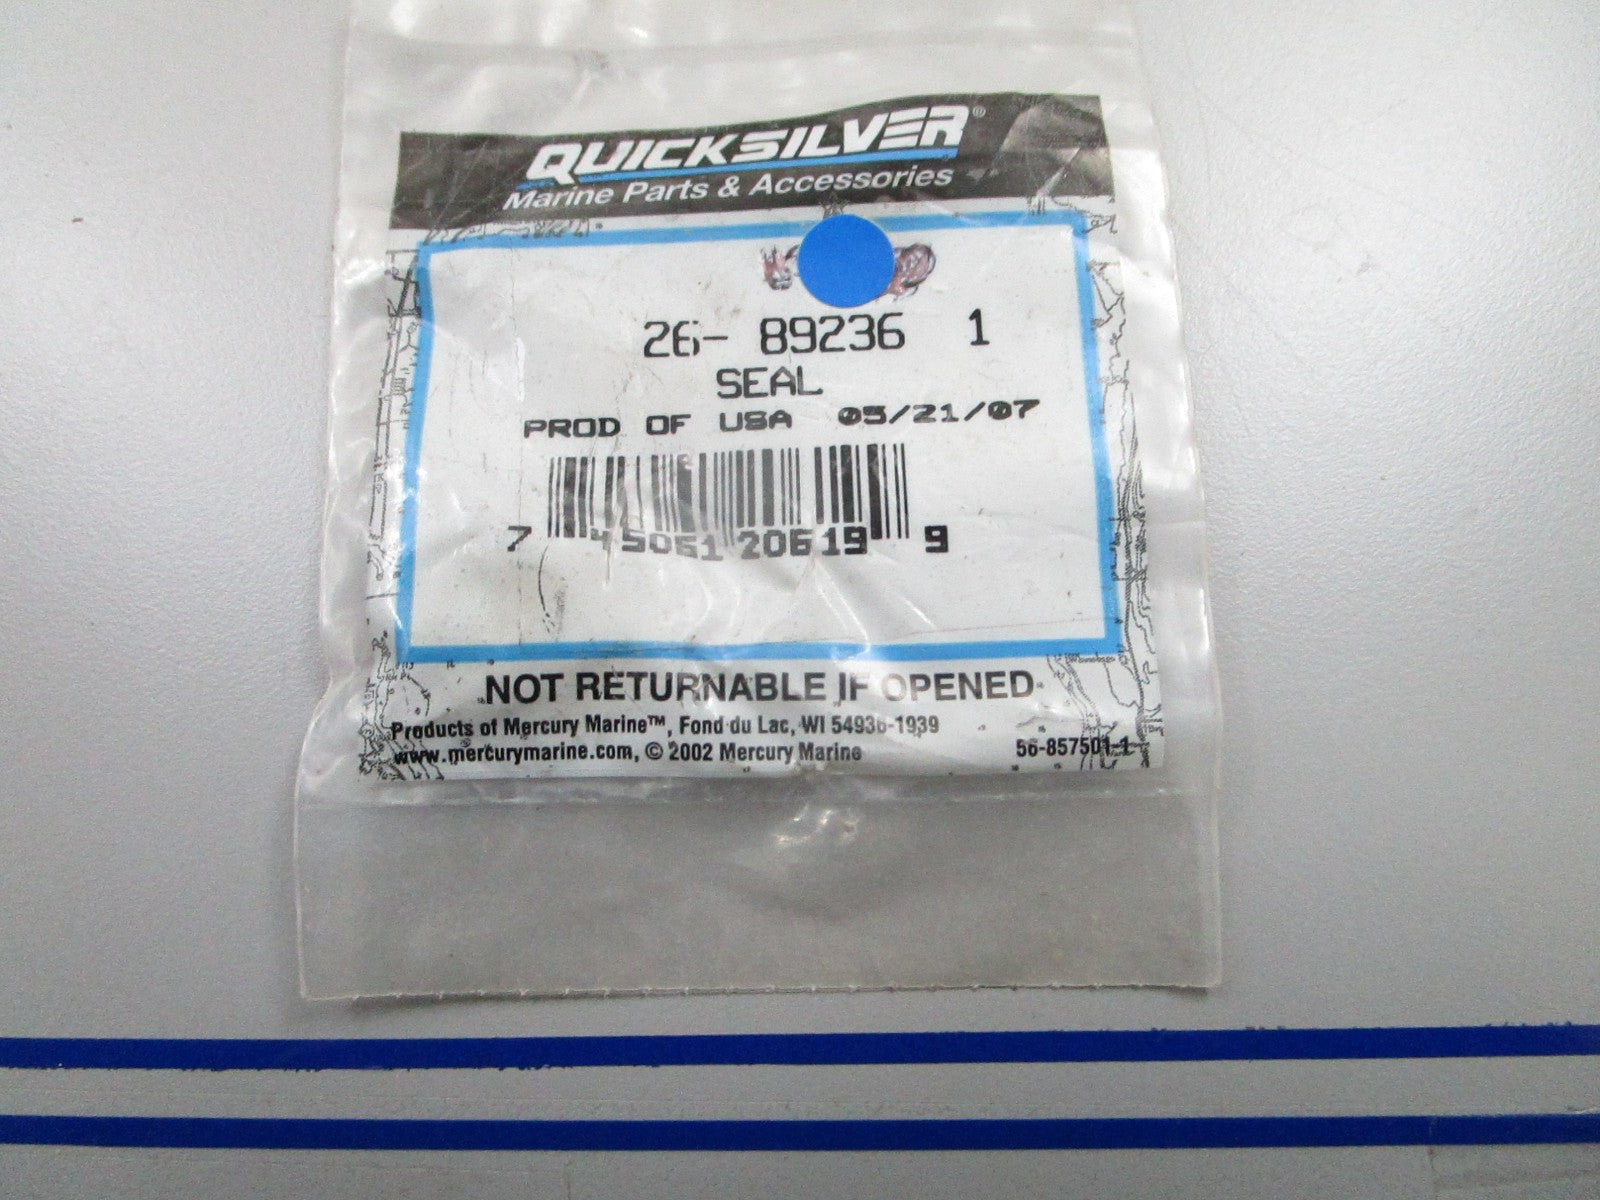 QUICKSILVER®
Marine Parts & Accessories
26- 89236 1
SEAL
PROD OF USA 05/21/07
7 45061 20619 9
NOT RETURNABLE IF OPENED
Products of Mercury Marine™, Fond du Lac, WI 54936-1939
www.mercurymarine.com, © 2002 Mercury Marine
56-857501-1